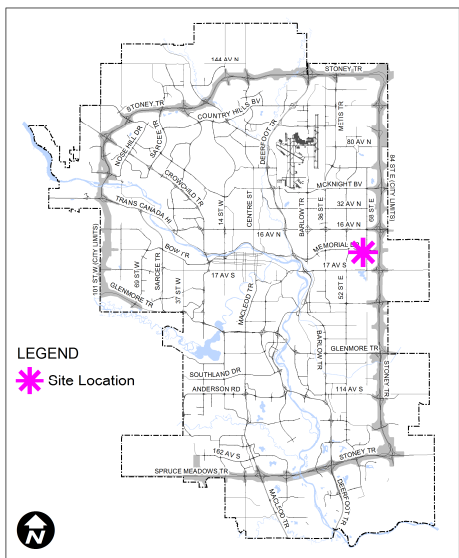 144 AV N
STONEY TR
STONEY TR
COUNTRY HILLS BV
METIS TR
NOSE HILL DR
SARCEE TR
DEERFOOT TR
80 AV N
CROWCHILD TR
MCKNIGHT BV
84 ST E (CITY LIMITS)
TRANS CANADA HI
14 ST W
CENTRE ST
BARLOW TR
36 ST E
32 AV N
68 ST E
16 AV N
16 AV N
101 ST W (CITY LIMITS)
BOW TR
MEMORIAL DR
17 AV S
17 AV S
69 ST W
SARCEE TR
37 ST W
52 ST E
GLENMORE TR
MACLEOD TR
BARLOW TR
GLENMORE TR
LEGEND
Site Location
SOUTHLAND DR
ANDERSON RD
114 AV S
STONEY TR
162 AV S
STONEY TR
SPRUCE MEADOWS TR
MACLEOD TR
DEERFOOT TR
N